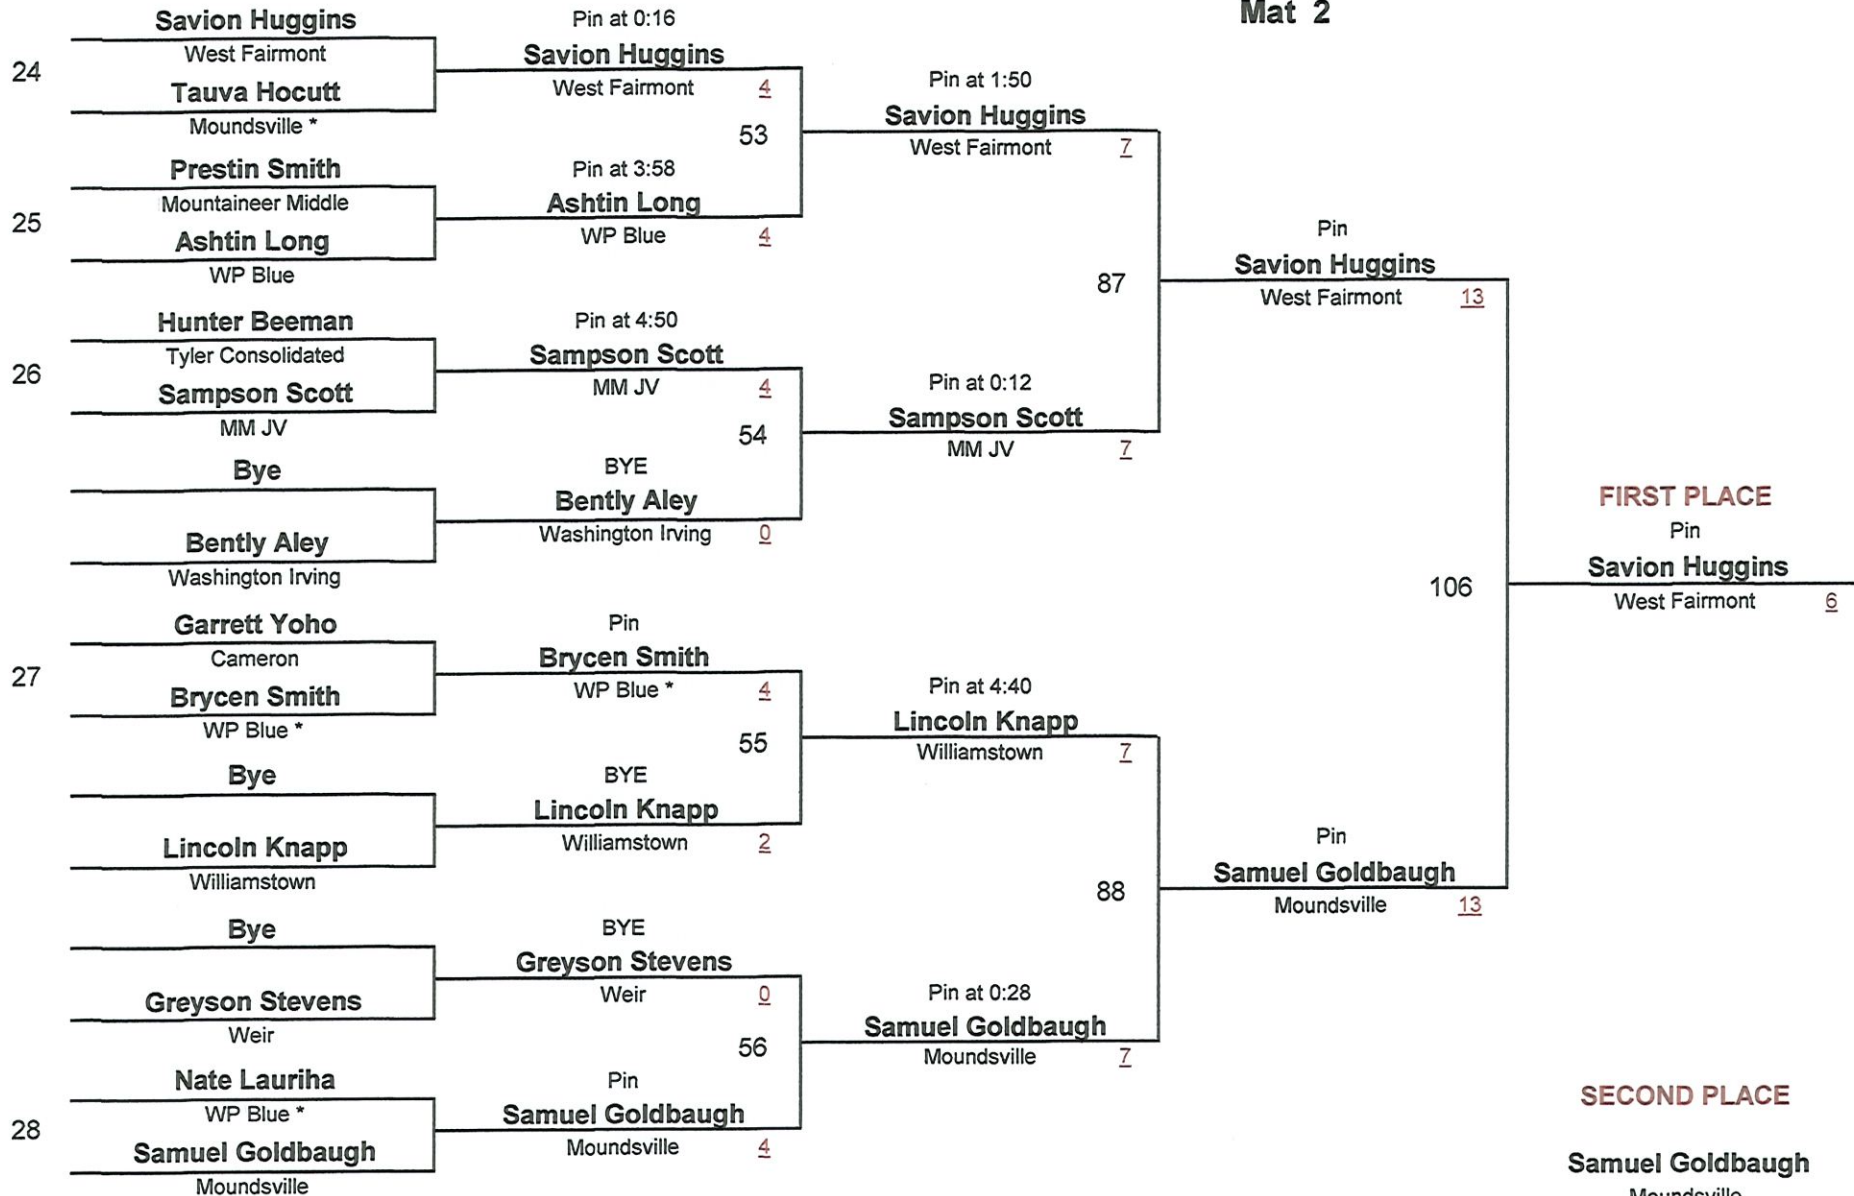 Mat 2
24
Savion Huggins
West Fairmont
Tauva Hocutt
Moundsville *
25
Prestin Smith
Mountaineer Middle
Ashtin Long
WP Blue
26
Hunter Beeman
Tyler Consolidated
Sampson Scott
MM JV
Bye
Bently Aley
Washington Irving
27
Garrett Yoho
Cameron
Brycen Smith
WP Blue *
Bye
Lincoln Knapp
Williamstown
Bye
Greyson Stevens
Weir
28
Nate Lauriha
WP Blue *
Samuel Goldbaugh
Moundsville
Pin at 0:16
Savion Huggins
West Fairmont 4
53
Pin at 3:58
Ashtin Long
WP Blue 4
Pin at 4:50
Sampson Scott
MM JV 4
54
BYE
Bently Aley
Washington Irving 0
Pin
Brycen Smith
WP Blue * 4
55
BYE
Lincoln Knapp
Williamstown 2
BYE
Greyson Stevens
Weir 0
56
Pin
Samuel Goldbaugh
Moundsville 4
Pin at 1:50
Savion Huggins
West Fairmont 7
87
Pin at 0:12
Sampson Scott
MM JV 7
Pin at 4:40
Lincoln Knapp
Williamstown 7
88
Pin at 0:28
Samuel Goldbaugh
Moundsville 7
Pin
Savion Huggins
West Fairmont 13
106
Pin
Samuel Goldbaugh
Moundsville 13
FIRST PLACE
Pin
Savion Huggins
West Fairmont 6
SECOND PLACE
Samuel Goldbaugh
Moundsville